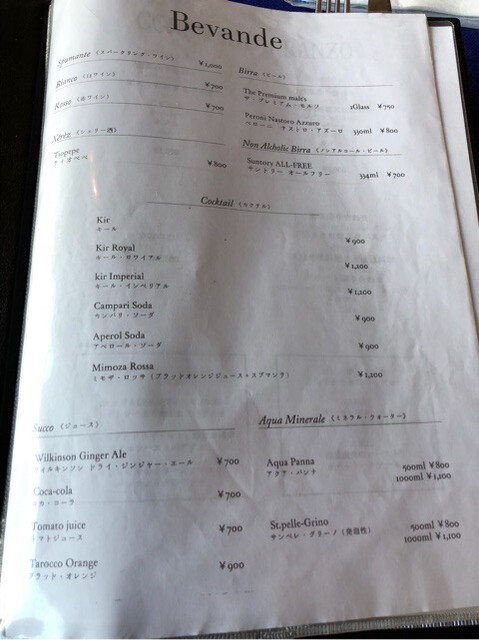 Bevande
Spumante (スパークリング・ワイン) ¥1,000
Bianco (白ワイン) ¥700
Rosso (赤ワイン) ¥700
Xeréz (シェリー酒)
Tiopepe ¥800
ティオペペ
Birra (ビール)
The Premium malt's
ザ・プレミアム・モルツ 1Glass ¥750
Peroni Nastoru Azzuro
ペローニ ナストロ・アズーロ 330ml ¥800
Non Alcholic Birra (ノンアルコール・ビール)
Suntory ALL-FREE
サントリー オールフリー 334ml ¥700
Cocktail (カクテル)
Kir ¥900
キール
Kir Royal ¥1,200
キール・ロワイアル
kir Imperial ¥1,200
キール・インペリアル
Campari Soda ¥900
カンパリ・ソーダ
Aperol Soda ¥900
アペロール・ソーダ
Mimoza Rossa ¥1,100
ミモザ・ロッサ (ブラッドオレンジジュース+スプマンテ)
Succo (ジュース)
Wilkinson Ginger Ale ¥700
ウィルキンソン ドライ・ジンジャー・エール
Coca-cola ¥700
コカ・コーラ
Tomato juice ¥700
トマトジュース
Tarocco Orange ¥900
ブラッド・オレンジ
Aqua Minerale (ミネラル・ウォーター)
Aqua Panna 500ml ¥800
アクア・パンナ 1000ml ¥1,100
St.pelle-Grino 500ml ¥800
サンペレ・グリーノ (発泡性) 1000ml ¥1,100